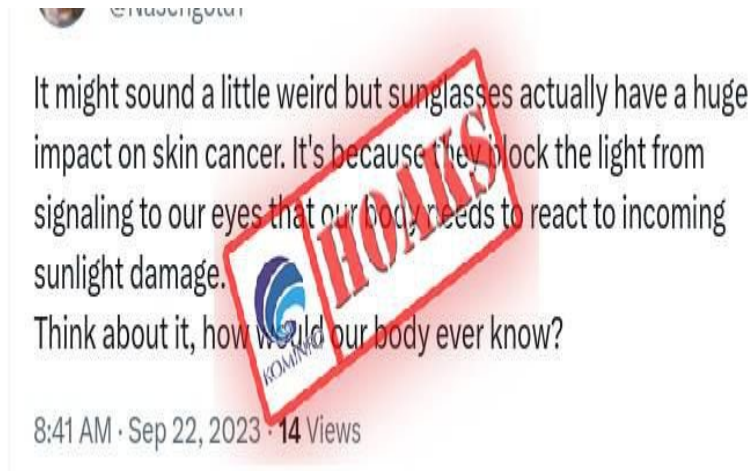 It might sound a little weird but sunglasses actually have a huge
impact on skin cancer. It's because they block the light from
signaling to our eyes that our body needs to react to incoming
sunlight damage.
Think about it, how would our body ever know?
HOAKS
KOMINFO
8:41 AM · Sep 22, 2023 · 14 Views